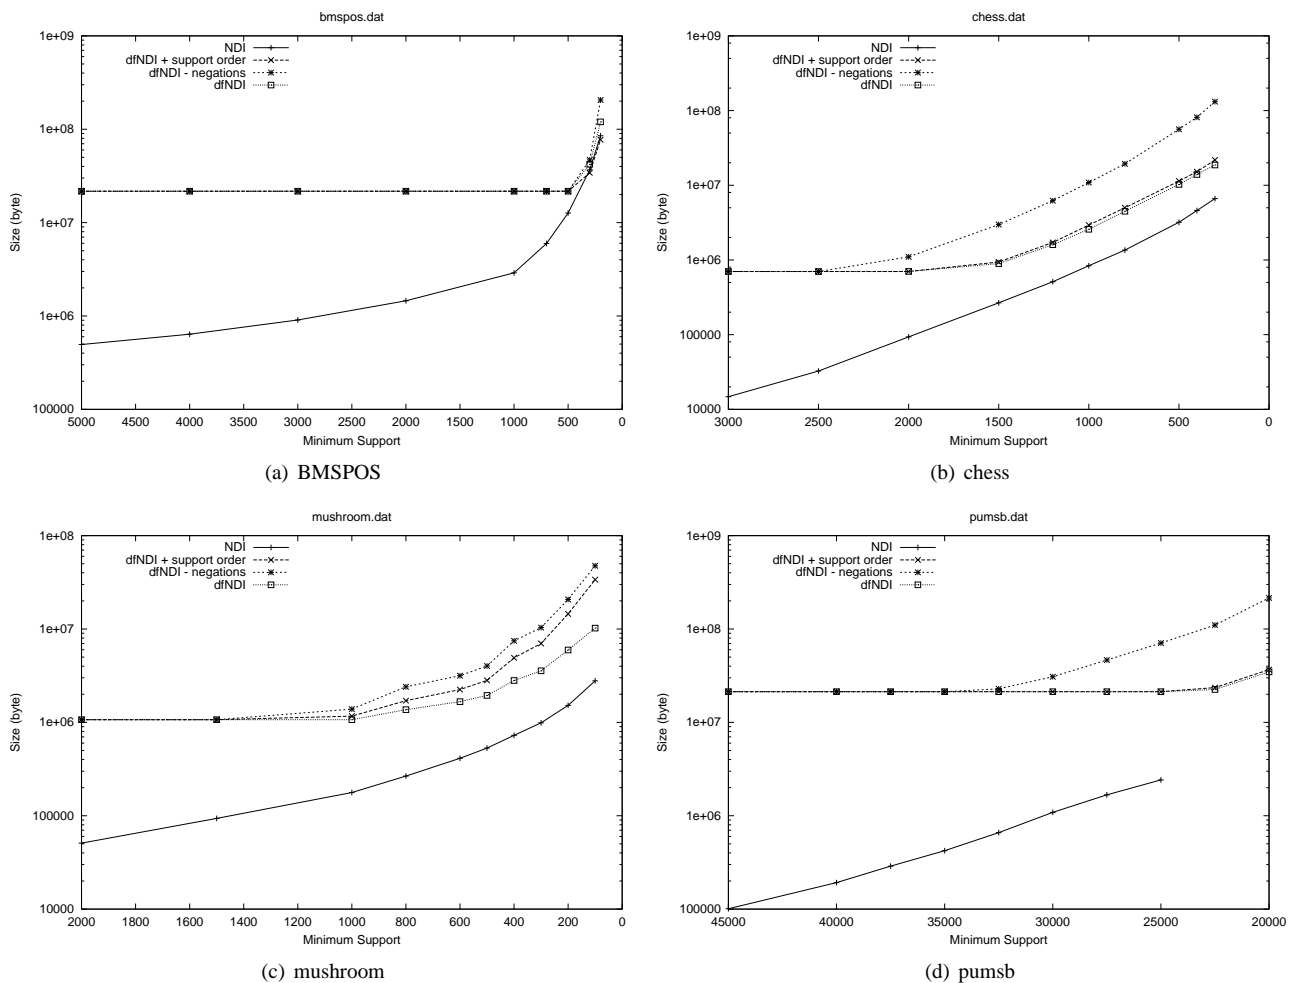 bmspos.dat
1e+09
1e+08
1e+07
1e+06
100000
Size (byte)
NDI
dfNDI + support order
dfNDI - negations
dfNDI
5000 4500 4000 3500 3000 2500 2000 1500 1000 500 0
Minimum Support
(a) BMSPOS
chess.dat
1e+09
1e+08
1e+07
1e+06
100000
10000
Size (byte)
NDI
dfNDI + support order
dfNDI - negations
dfNDI
3000 2500 2000 1500 1000 500 0
Minimum Support
(b) chess
mushroom.dat
1e+08
1e+07
1e+06
100000
10000
Size (byte)
NDI
dfNDI + support order
dfNDI - negations
dfNDI
2000 1800 1600 1400 1200 1000 800 600 400 200 0
Minimum Support
(c) mushroom
pumsb.dat
1e+09
1e+08
1e+07
1e+06
100000
Size (byte)
NDI
dfNDI + support order
dfNDI - negations
dfNDI
45000 40000 35000 30000 25000 20000
Minimum Support
(d) pumsb